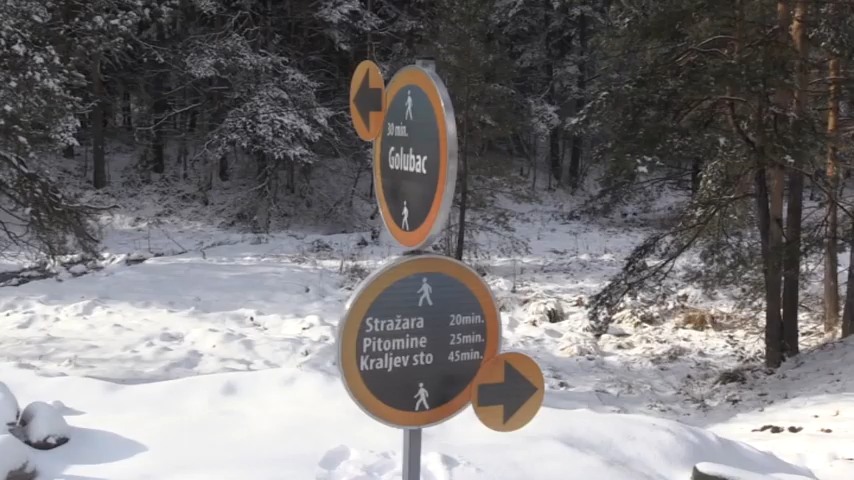 30 min.
Golubac
Stražara 20min.
Pitomine 25min.
Kraljev sto 45min.